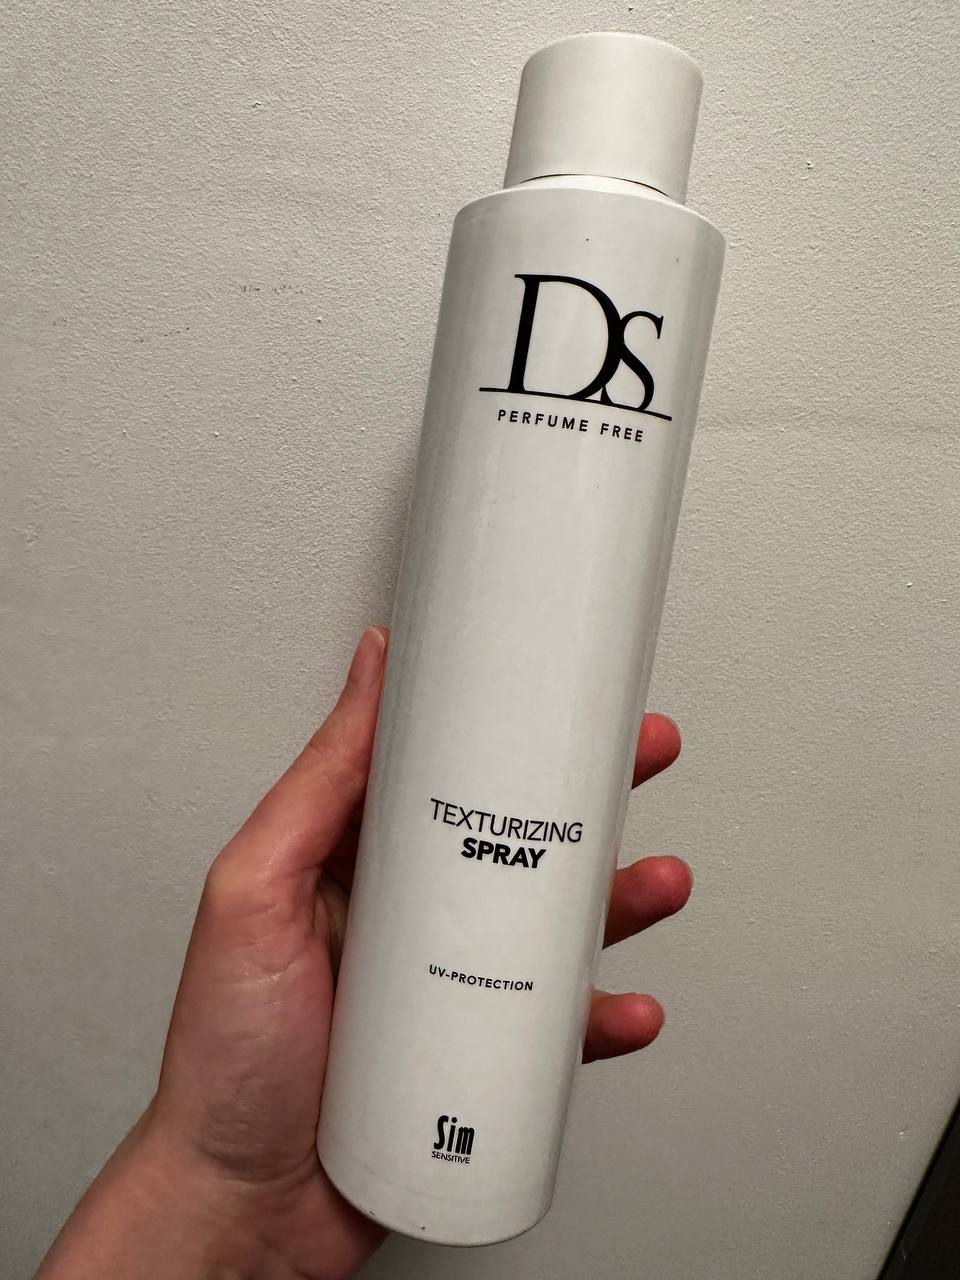 DS
PERFUME FREE
TEXTURIZING
SPRAY
UV-PROTECTION
Sim
SENSITIVE